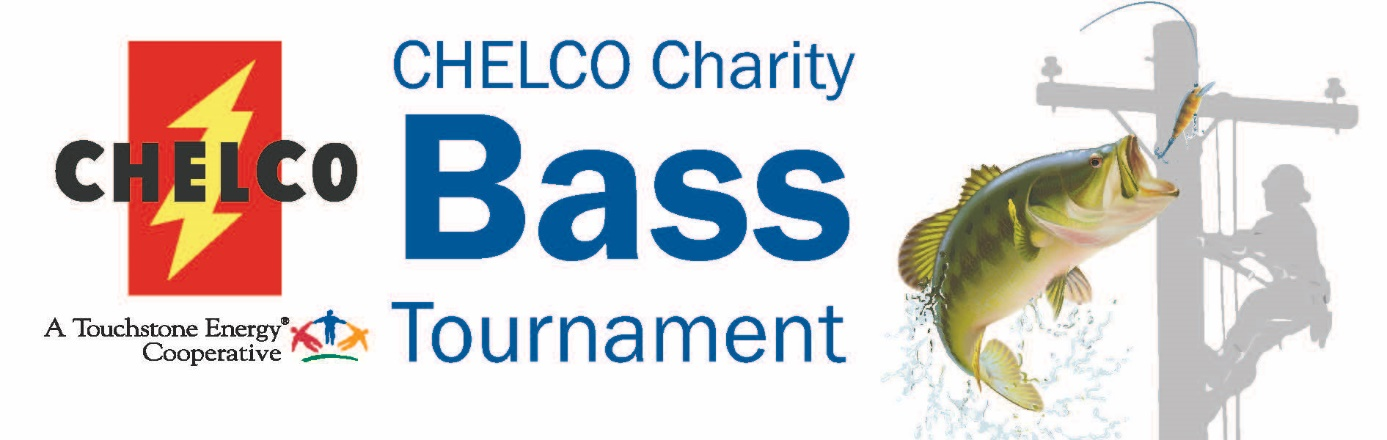 CHELCO
A Touchstone Energy®
Cooperative
CHELCO Charity
Bass
Tournament